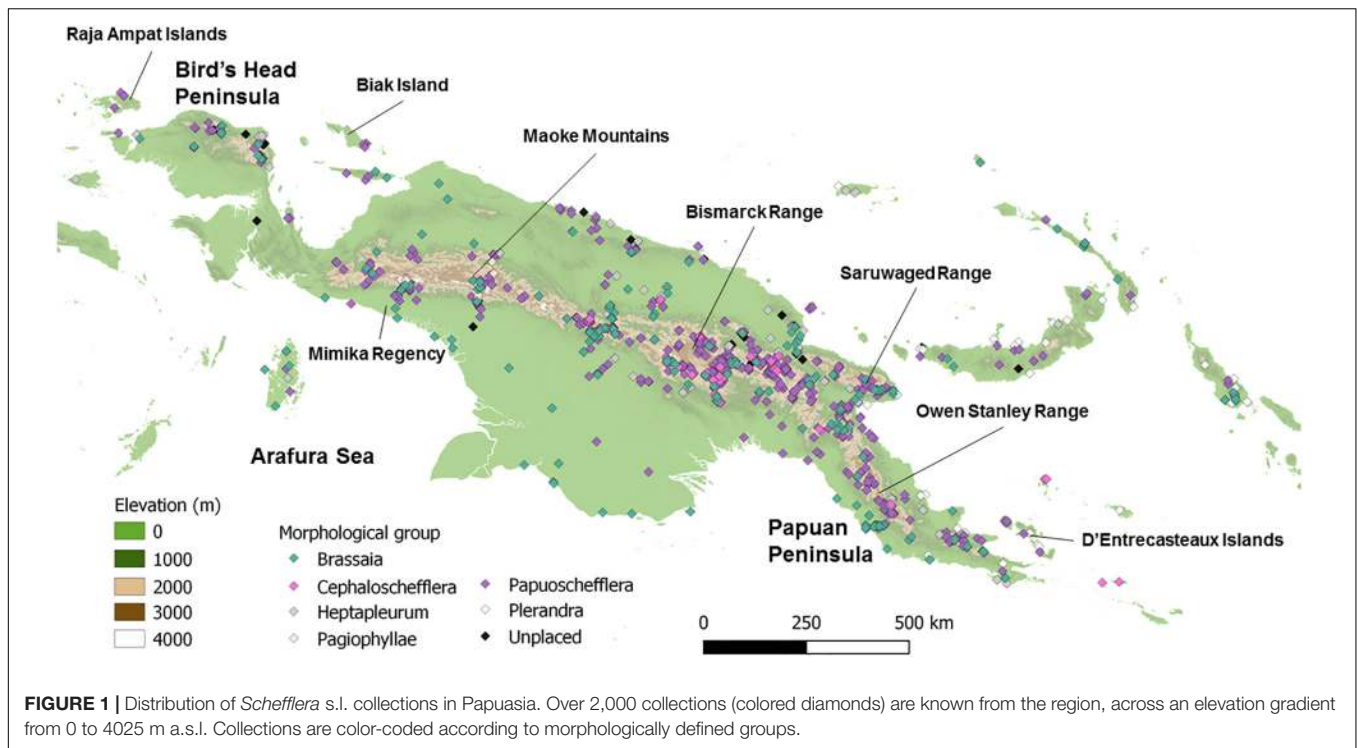 Raja Ampat Islands
Bird's Head
Peninsula
Biak Island
Maoke Mountains
Bismarck Range
Saruwaged Range
Mimika Regency
Owen Stanley Range
Arafura Sea
Papuan
Peninsula
D'Entrecasteaux Islands
Elevation (m)
0
1000
2000
3000
4000
Morphological group
Brassaia
Cephaloschefflera
Heptapleurum
Pagiophyllae
Papuoschefflera
Plerandra
Unplaced
0 250 500 km
FIGURE 1 | Distribution of Schefflera s.l. collections in Papuasia. Over 2,000 collections (colored diamonds) are known from the region, across an elevation gradient
from 0 to 4025 m a.s.l. Collections are color-coded according to morphologically defined groups.